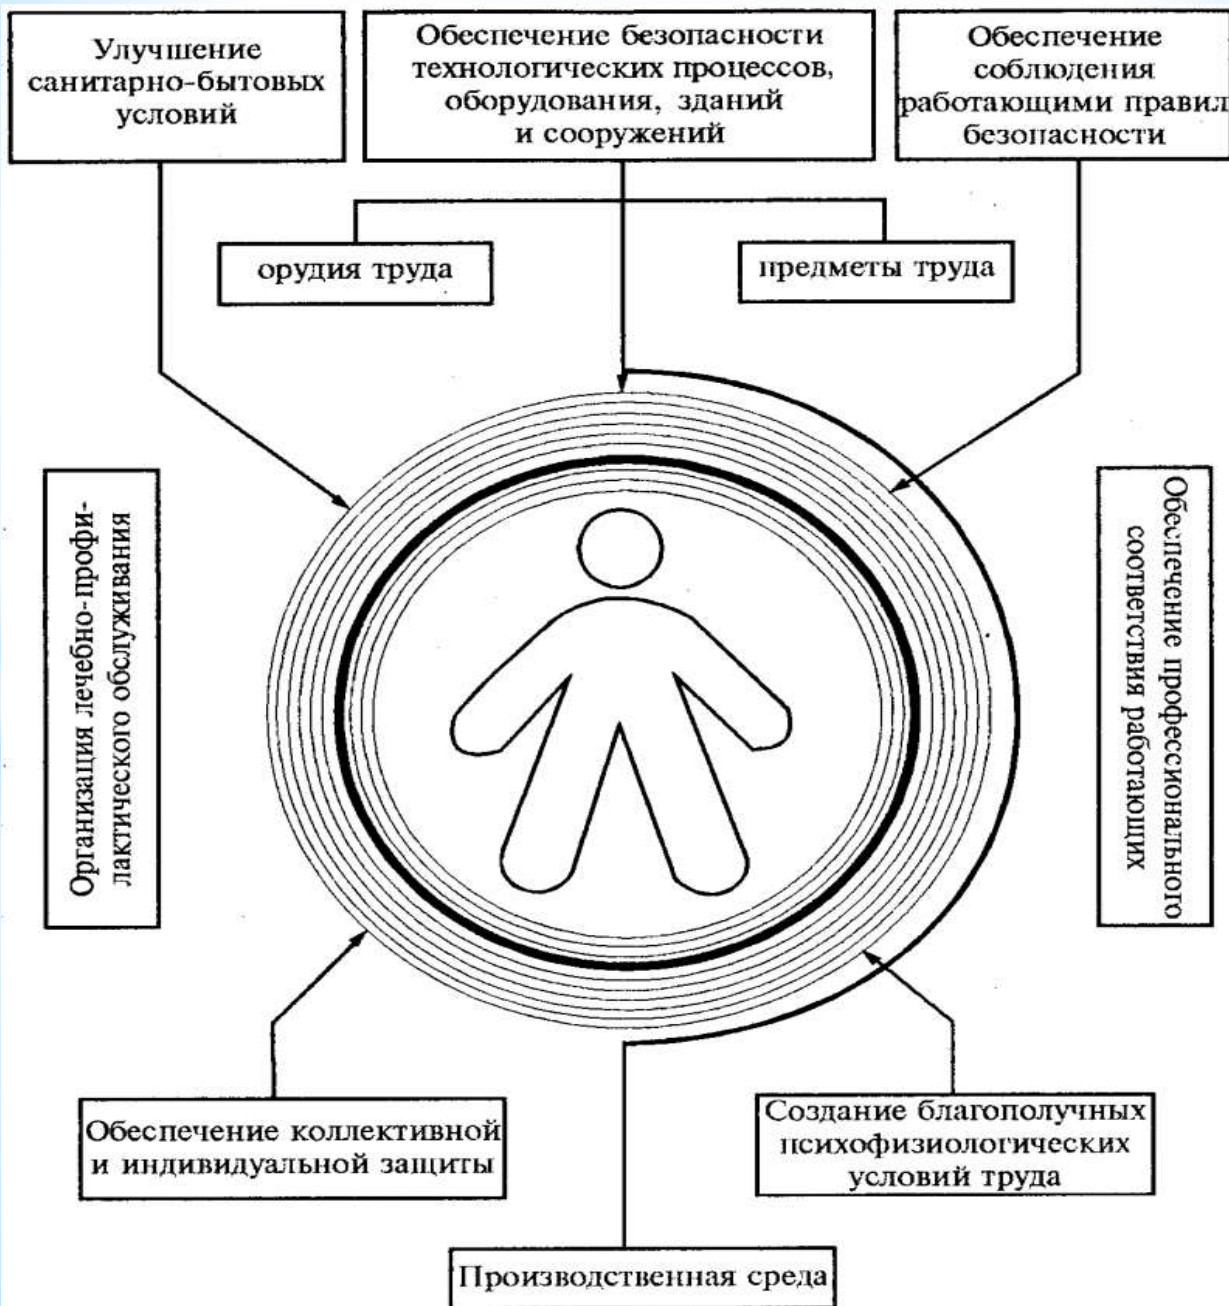 Улучшение
санитарно-бытовых
условий
Обеспечение безопасности
технологических процессов,
оборудования, зданий
и сооружений
Обеспечение
соблюдения
работающими правил
безопасности
орудия труда
предметы труда
Организация лечебно-профи-
лактического обслуживания
Обеспечение профессионального
соответствия работающих
Обеспечение коллективной
и индивидуальной защиты
Создание благополучных
психофизиологических
условий труда
Производственная среда